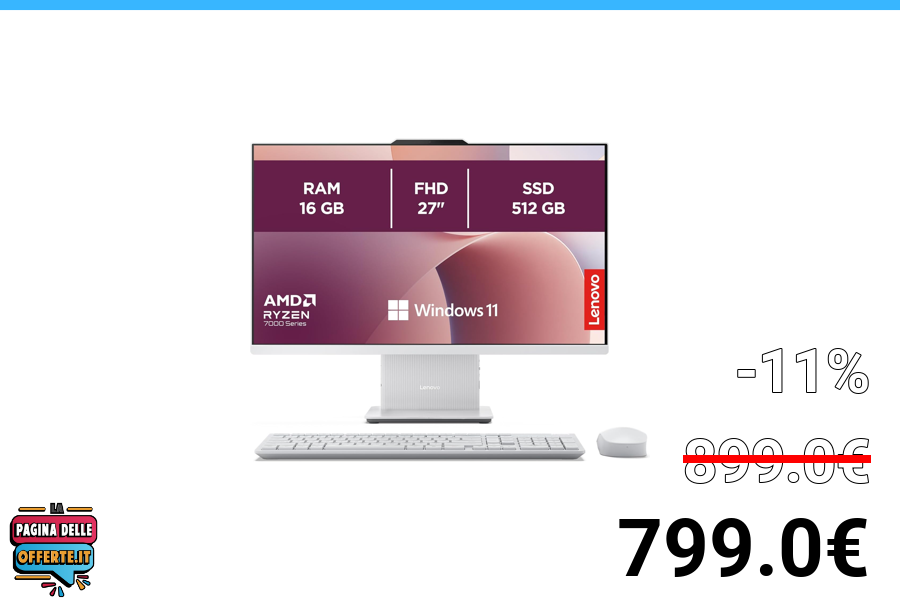 RAM
16 GB
FHD
27"
SSD
512 GB
AMD
RYZEN
7000 Series
Windows 11
Lenovo
Lenovo
-11%
899.0€
799.0€
LA
PAGINA DELLE
OFFERTE.IT